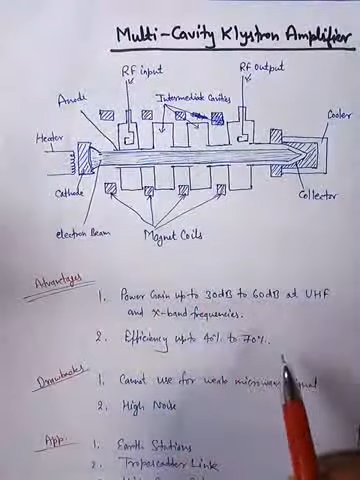 Multi-Cavity Klystron Amplifier
RF input
RF output
Intermediate Cavities
Anode
Heater
Cooler
Cathode
Collector
electron Beam
Magnet Coils
Advantages
1. Power Gain upto 30dB to 60dB at UHF
and X-band frequencies.
2. Efficiency upto 40% to 70%.
Drawbacks
1. Cannot use for weak
2. High Noise
App.
1. Earth Stations
2. Troposcatter Link